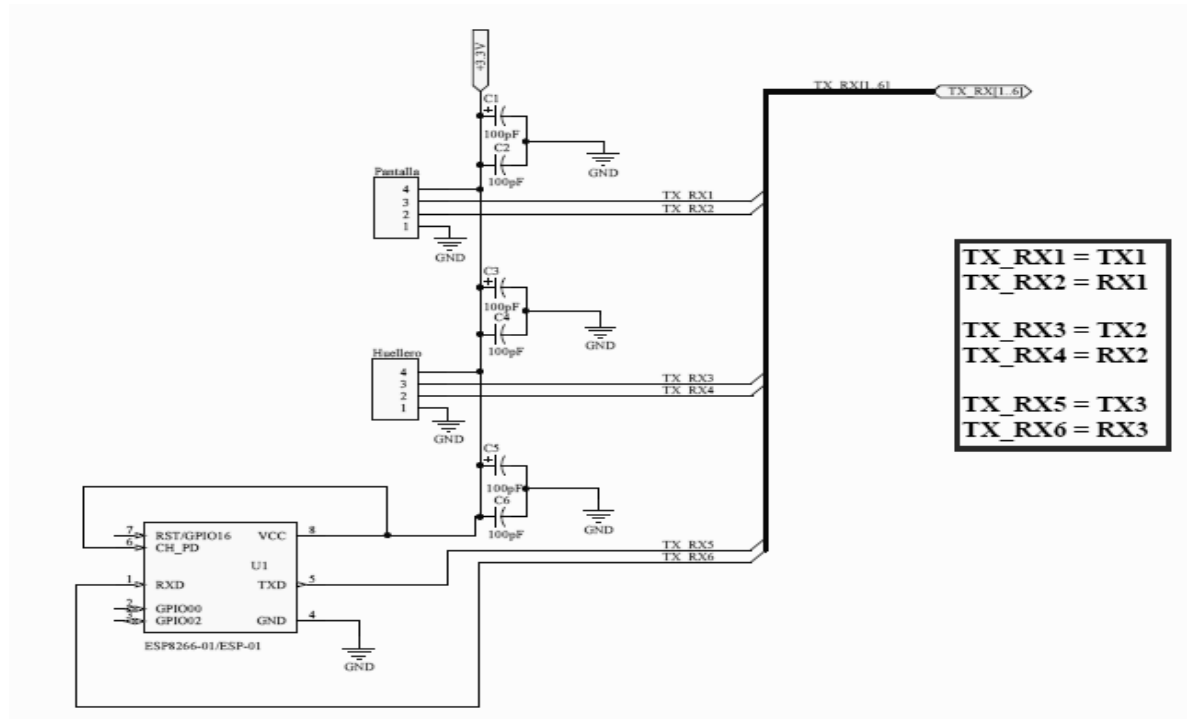 +3.3V
TX_RX[1..6]
TX_RX[1..6]
C1
+
100pF
C2
100pF
GND
Pantalla
4
3
2
1
GND
TX_RX1
TX_RX2
C3
+
100pF
C4
100pF
GND
Huellero
4
3
2
1
GND
TX_RX3
TX_RX4
C5
+
100pF
C6
100pF
GND
TX_RX5
TX_RX6
7 RST/GPIO16 VCC 8
6 CH_PD
U1
1 RXD TXD 5
2 GPIO00
3 GPIO02 GND 4
ESP8266-01/ESP-01
GND
TX_RX1 = TX1
TX_RX2 = RX1
TX_RX3 = TX2
TX_RX4 = RX2
TX_RX5 = TX3
TX_RX6 = RX3